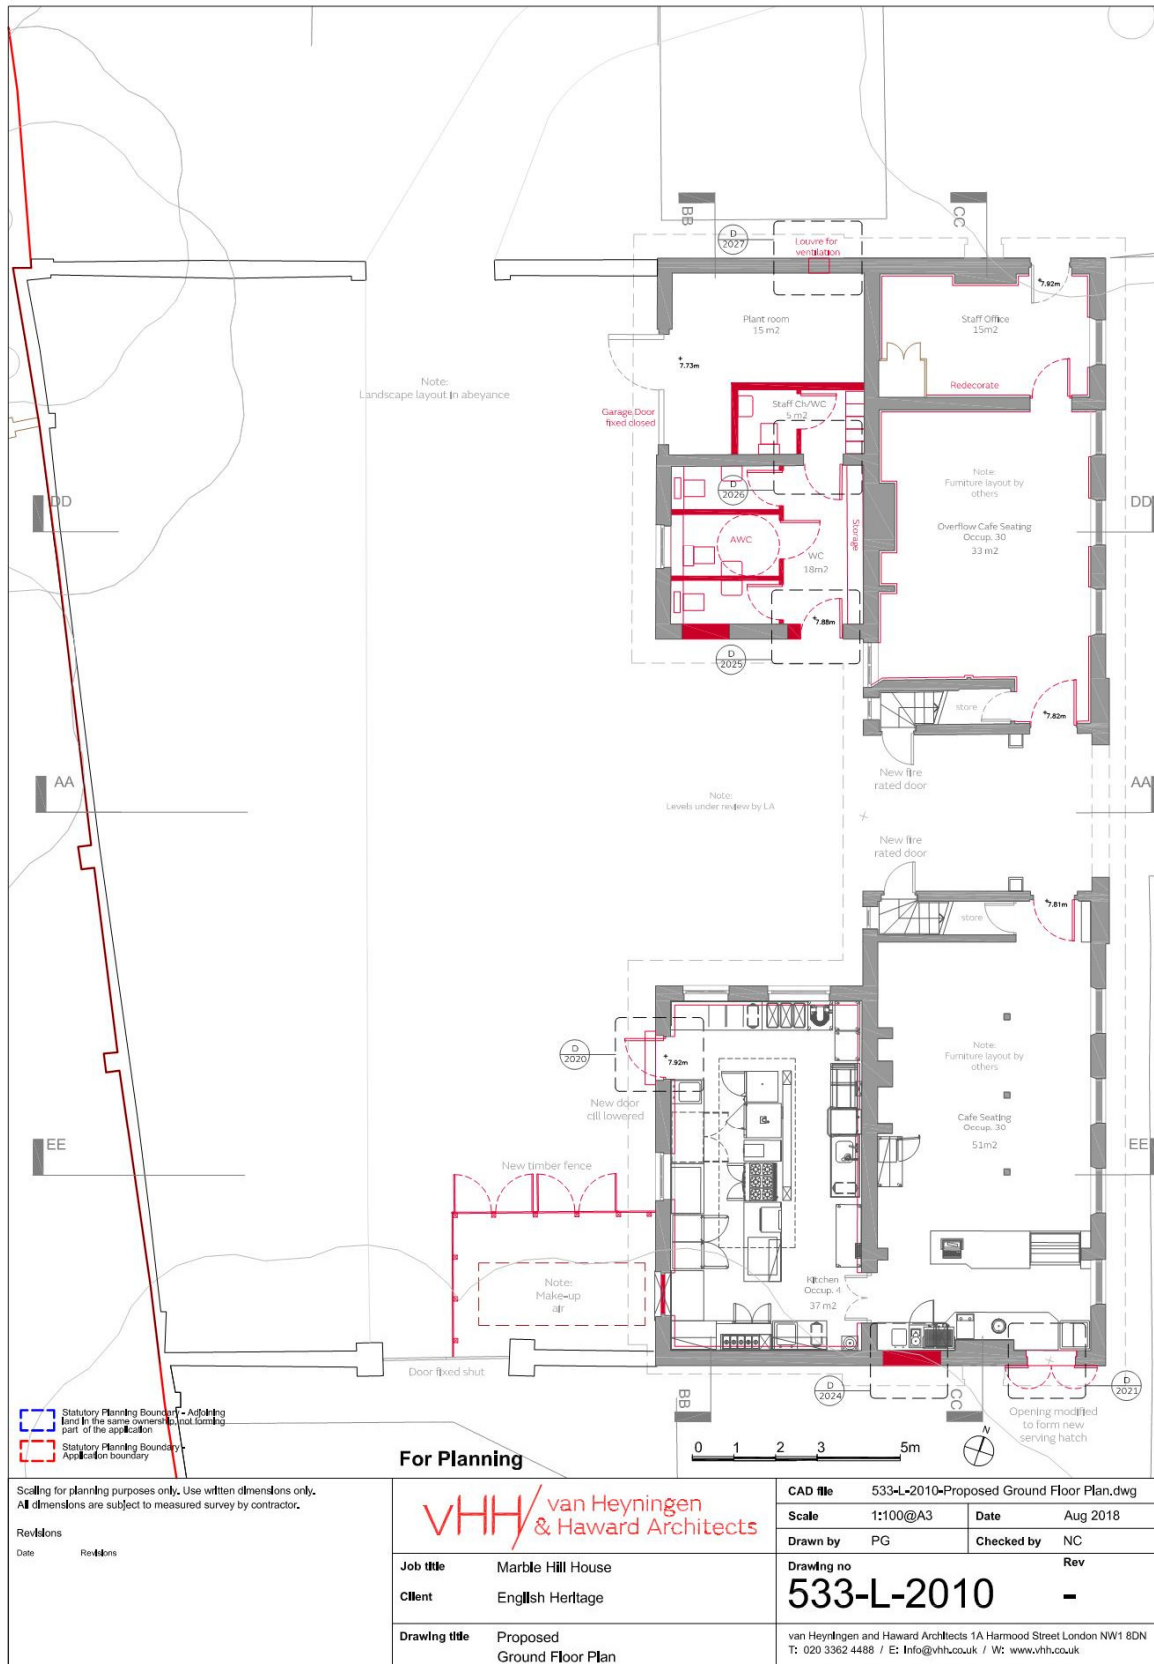 BB
CC
D
2027
Louvre for
ventilation
7.92m
Plant room
15 m2
Staff Office
15m2
7.73m
Note:
Landscape layout in abeyance
Redecorate
Garage Door
fixed closed
Staff Ch/WC
5 m2
Note:
Furniture layout by
others
D
2026
DD
DD
Storage
Overflow Cafe Seating
Occup. 30
33 m2
AWC
WC
18m2
7.88m
D
2025
store
7.82m
New fire
rated door
AA
AA
Note:
Levels under review by LA
New fire
rated door
7.81m
store
D
2020
7.92m
Note:
Furniture layout by
others
New door
cill lowered
Cafe Seating
Occup. 30
51m2
EE
EE
New timber fence
Note:
Make-up
air
Kitchen
Occup. 4
37 m2
Door fixed shut
D
2024
D
2021
BB
CC
Opening modified
to form new
serving hatch
N
Statutory Planning Boundary - Adjoining
land in the same ownership, not forming
part of the application
Statutory Planning Boundary -
Application boundary
For Planning
0 1 2 3 5m
Scaling for planning purposes only. Use written dimensions only.
All dimensions are subject to measured survey by contractor.
Revisions
Date Revisions
VHH/ van Heyningen
& Haward Architects
Job title Marble Hill House
Client English Heritage
Drawing title Proposed
Ground Floor Plan
CAD file 533-L-2010-Proposed Ground Floor Plan.dwg
Scale 1:100@A3 Date Aug 2018
Drawn by PG Checked by NC
Drawing no Rev
533-L-2010 -
van Heyningen and Haward Architects 1A Harmood Street London NW1 8DN
T: 020 3362 4488 / E: info@vhh.co.uk / W: www.vhh.co.uk